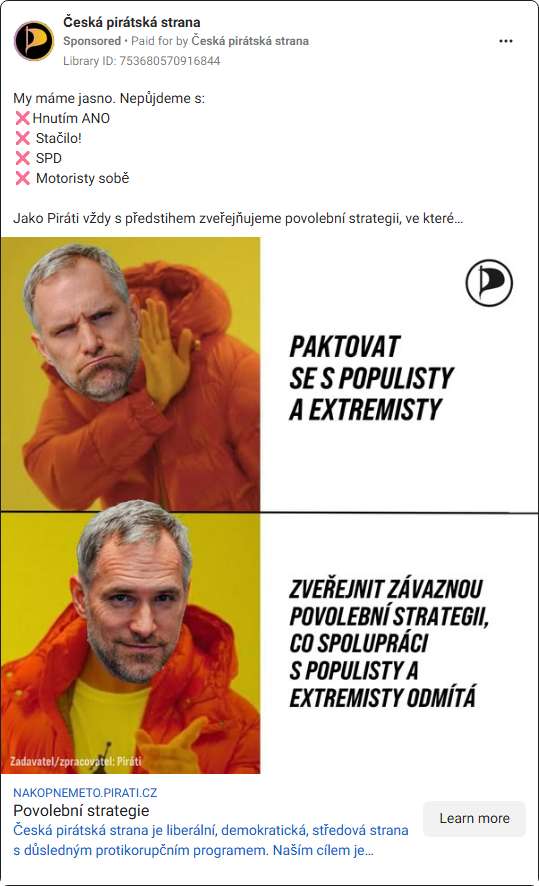 Česká pirátská strana
Sponsored • Paid for by Česká pirátská strana
Library ID: 753680570916844
My máme jasno. Nepůjdeme s:
❌Hnutím ANO
❌ Stačilo!
❌ SPD
❌ Motoristy sobě
Jako Piráti vždy s předstihem zveřejňujeme povolební strategii, ve které…
PAKTOVAT
SE S POPULISTY
A EXTREMISTY
ZVEŘEJNIT ZÁVAZNOU
POVOLEBNÍ STRATEGII,
CO SPOLUPRÁCI
S POPULISTY A
EXTREMISTY ODMÍTÁ
Zadavatel/zpracovatel: Piráti
NAKOPNEMETO.PIRATI.CZ
Povolební strategie
Česká pirátská strana je liberální, demokratická, středová strana
s důsledným protikorupčním programem. Naším cílem je…
Learn more